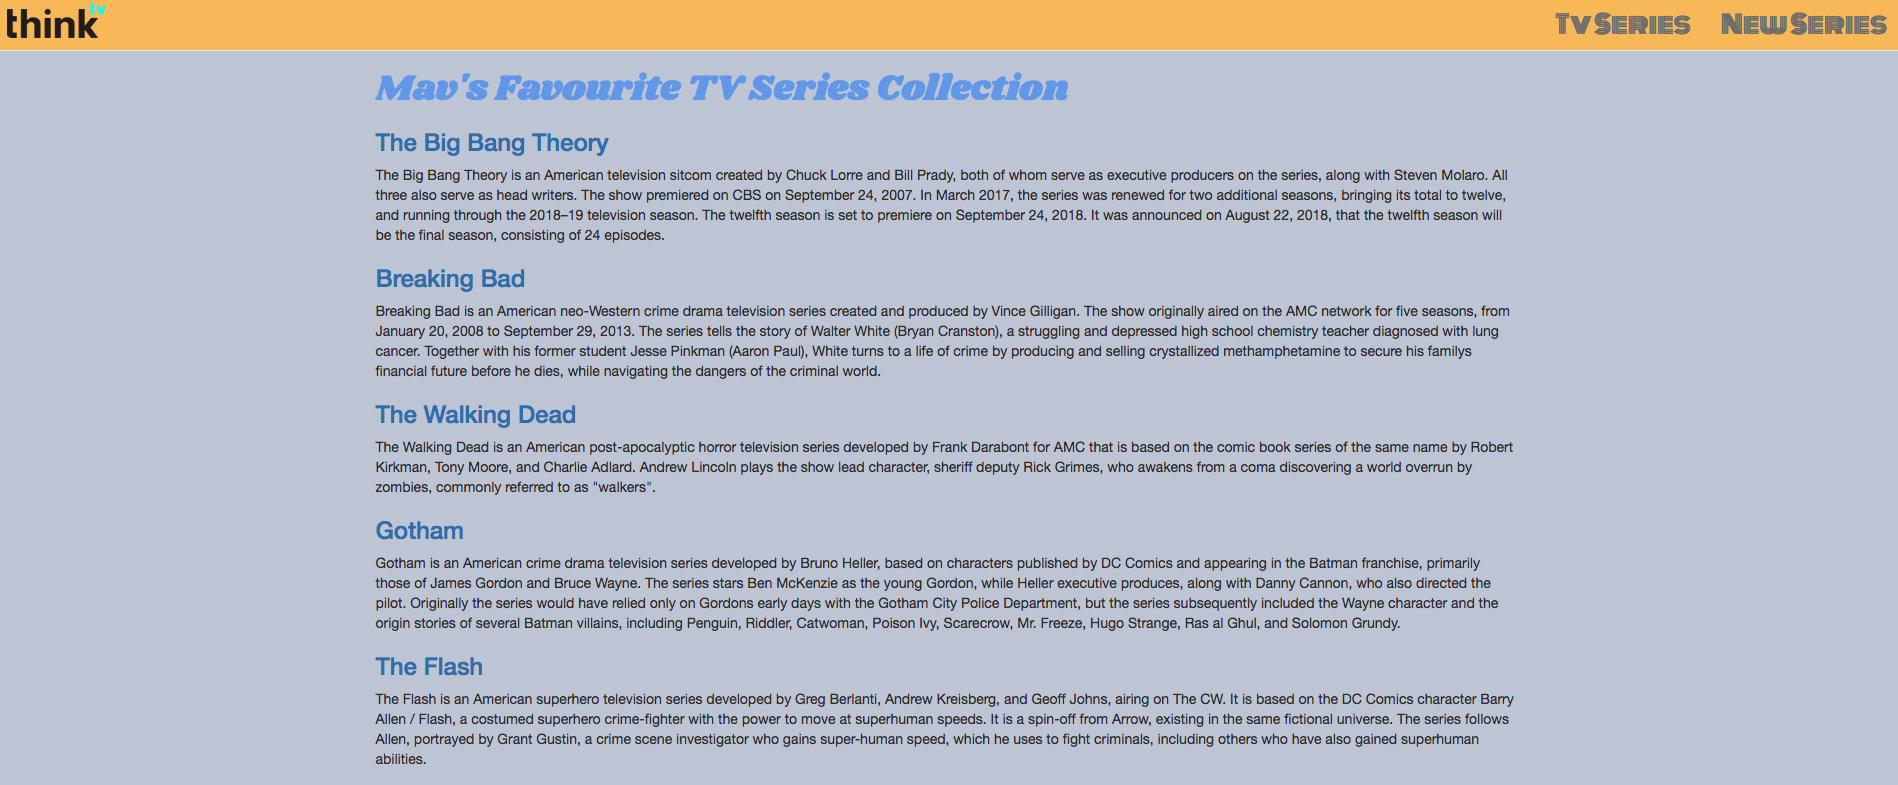 think tv
Tv Series New Series
Mav's Favourite TV Series Collection
The Big Bang Theory
The Big Bang Theory is an American television sitcom created by Chuck Lorre and Bill Prady, both of whom serve as executive producers on the series, along with Steven Molaro. All
three also serve as head writers. The show premiered on CBS on September 24, 2007. In March 2017, the series was renewed for two additional seasons, bringing its total to twelve,
and running through the 2018–19 television season. The twelfth season is set to premiere on September 24, 2018. It was announced on August 22, 2018, that the twelfth season will
be the final season, consisting of 24 episodes.
Breaking Bad
Breaking Bad is an American neo-Western crime drama television series created and produced by Vince Gilligan. The show originally aired on the AMC network for five seasons, from
January 20, 2008 to September 29, 2013. The series tells the story of Walter White (Bryan Cranston), a struggling and depressed high school chemistry teacher diagnosed with lung
cancer. Together with his former student Jesse Pinkman (Aaron Paul), White turns to a life of crime by producing and selling crystallized methamphetamine to secure his familys
financial future before he dies, while navigating the dangers of the criminal world.
The Walking Dead
The Walking Dead is an American post-apocalyptic horror television series developed by Frank Darabont for AMC that is based on the comic book series of the same name by Robert
Kirkman, Tony Moore, and Charlie Adlard. Andrew Lincoln plays the show lead character, sheriff deputy Rick Grimes, who awakens from a coma discovering a world overrun by
zombies, commonly referred to as "walkers".
Gotham
Gotham is an American crime drama television series developed by Bruno Heller, based on characters published by DC Comics and appearing in the Batman franchise, primarily
those of James Gordon and Bruce Wayne. The series stars Ben McKenzie as the young Gordon, while Heller executive produces, along with Danny Cannon, who also directed the
pilot. Originally the series would have relied only on Gordons early days with the Gotham City Police Department, but the series subsequently included the Wayne character and the
origin stories of several Batman villains, including Penguin, Riddler, Catwoman, Poison Ivy, Scarecrow, Mr. Freeze, Hugo Strange, Ras al Ghul, and Solomon Grundy.
The Flash
The Flash is an American superhero television series developed by Greg Berlanti, Andrew Kreisberg, and Geoff Johns, airing on The CW. It is based on the DC Comics character Barry
Allen / Flash, a costumed superhero crime-fighter with the power to move at superhuman speeds. It is a spin-off from Arrow, existing in the same fictional universe. The series follows
Allen, portrayed by Grant Gustin, a crime scene investigator who gains super-human speed, which he uses to fight criminals, including others who have also gained superhuman
abilities.